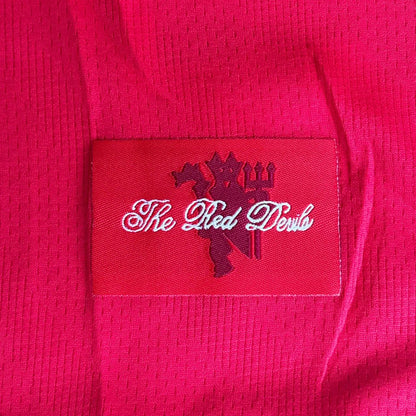 The Red Devils